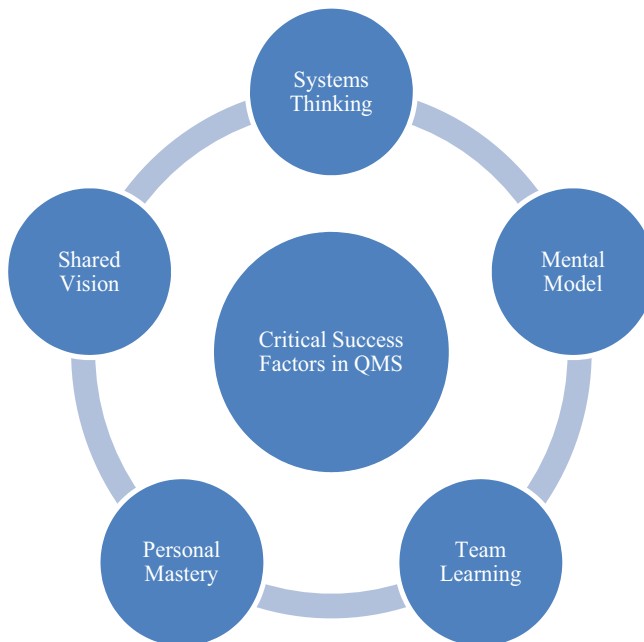 Systems
Thinking
Shared
Vision
Mental
Model
Critical Success
Factors in QMS
Personal
Mastery
Team
Learning